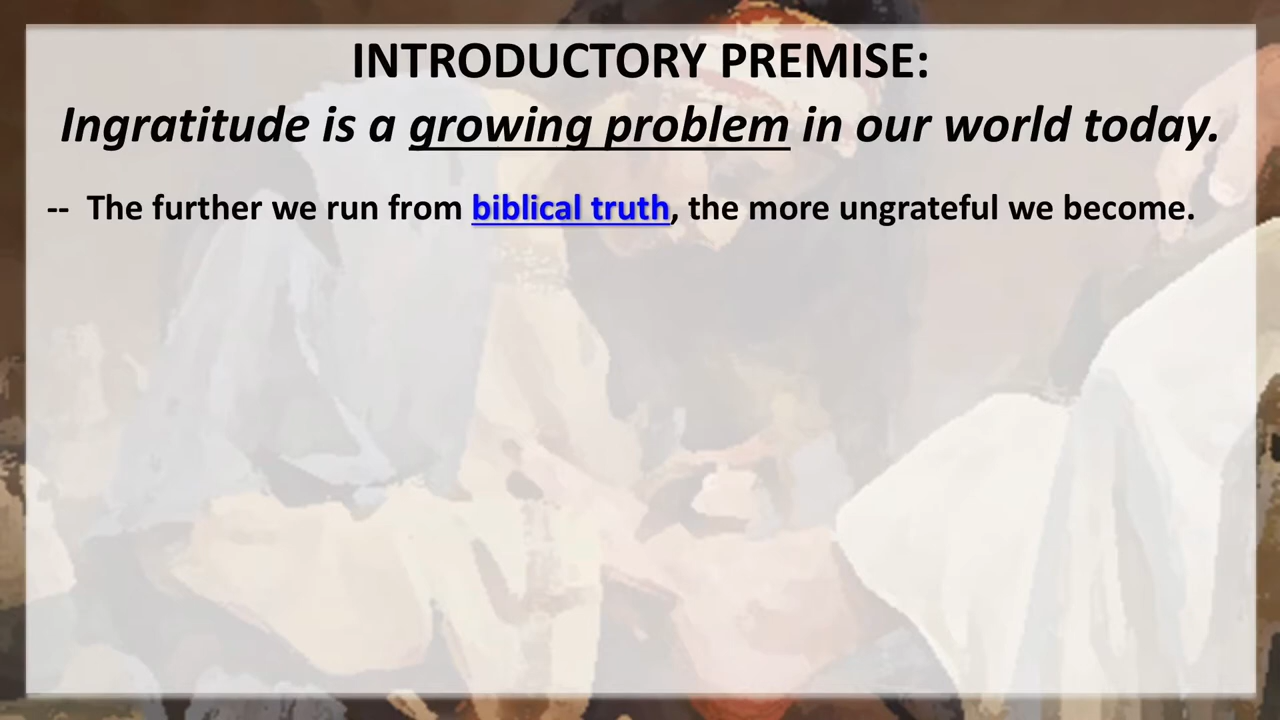 INTRODUCTORY PREMISE:
Ingratitude is a growing problem in our world today.
-- The further we run from biblical truth, the more ungrateful we become.